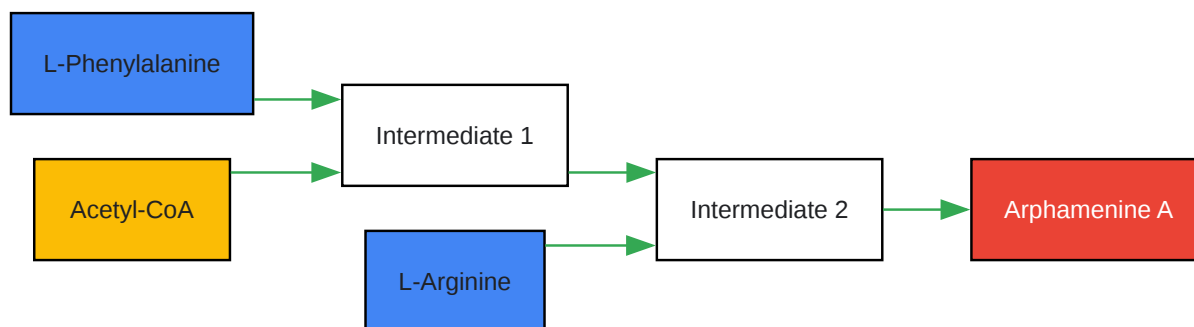 L-Phenylalanine
Acetyl-CoA
Intermediate 1
L-Arginine
Intermediate 2
Arphamenine A